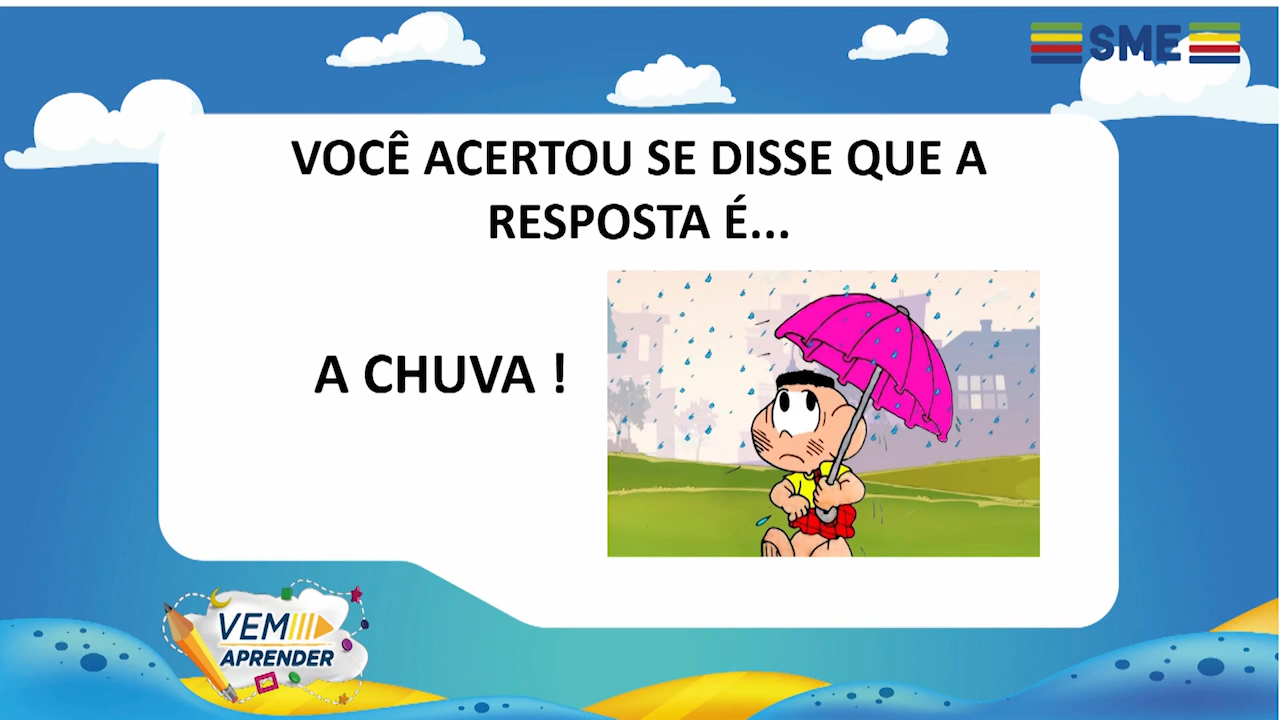 SME
VOCÊ ACERTOU SE DISSE QUE A
RESPOSTA É...
A CHUVA !
VEM
APRENDER